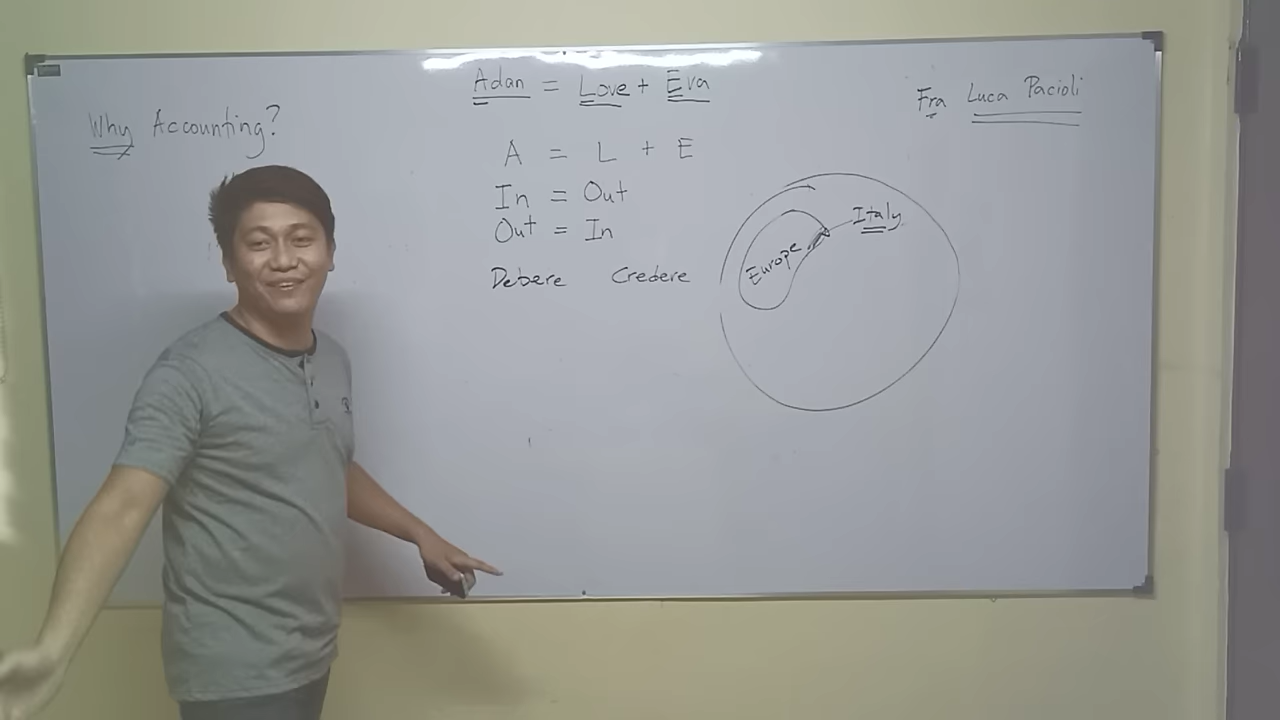 Why Accounting?
Adan = Love + Eva
A = L + E
In = Out
Out = In
Debere Credere
Fra Luca Pacioli
Italy
Europe